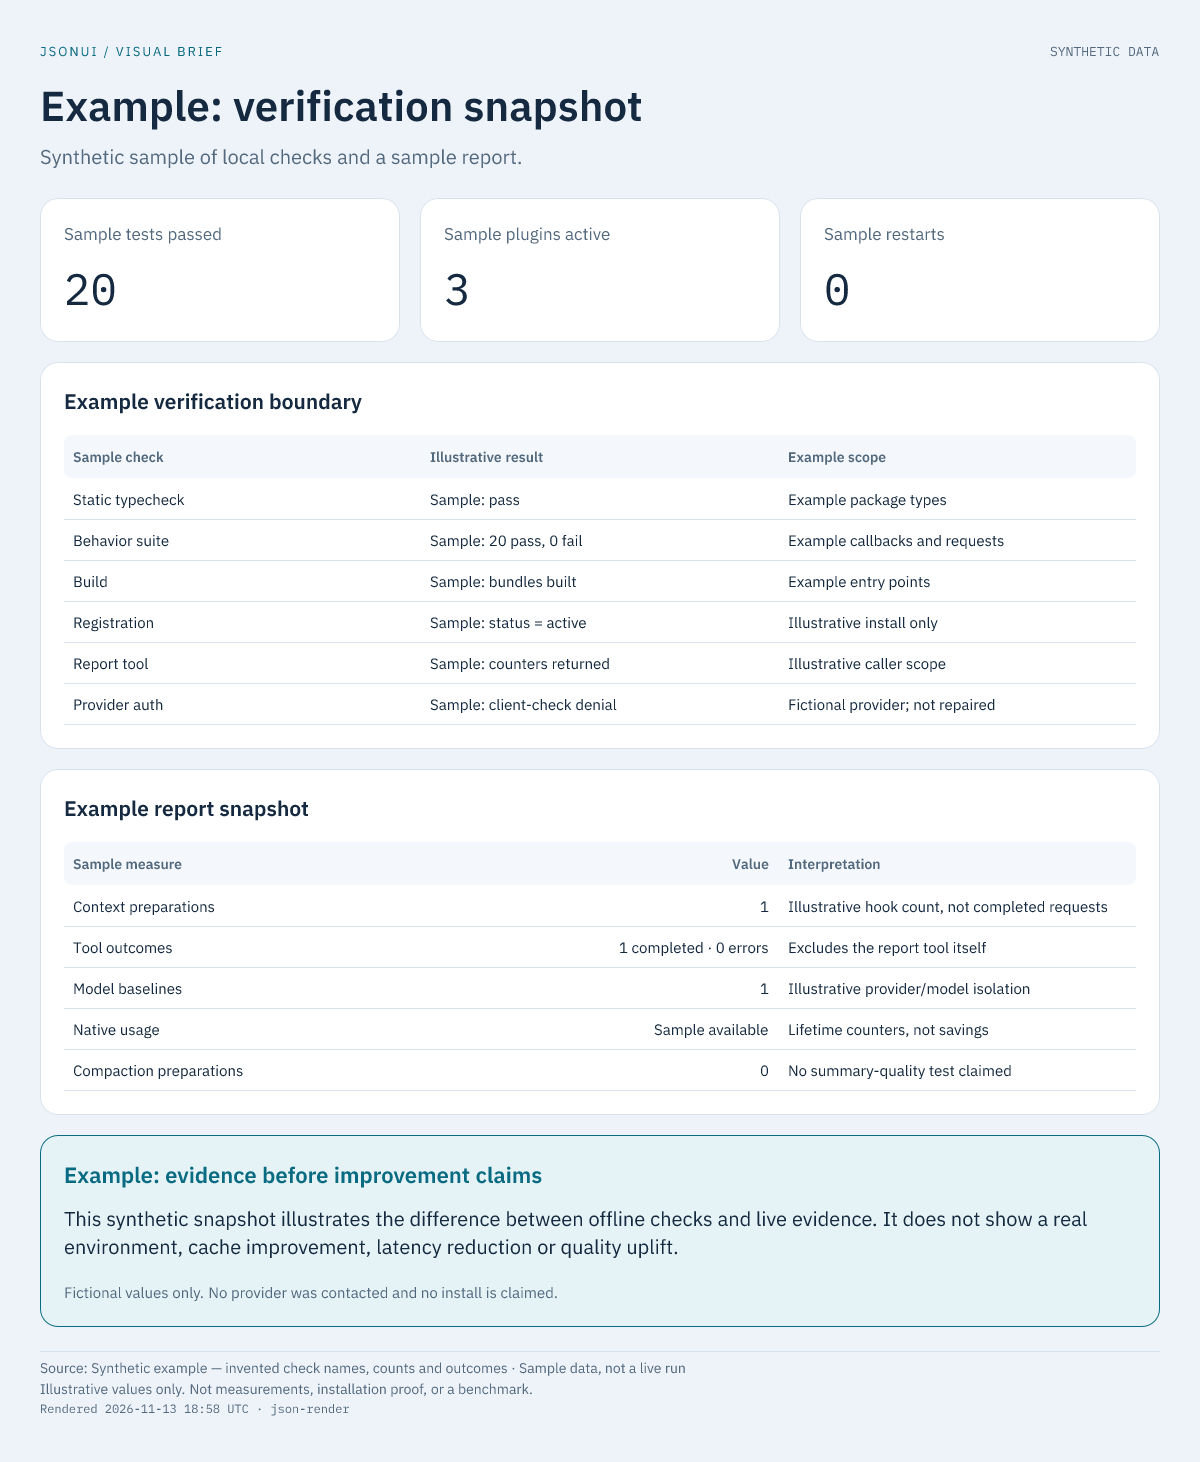 JSONUI / VISUAL BRIEF
SYNTHETIC DATA
Example: verification snapshot
Synthetic sample of local checks and a sample report.
Sample tests passed
20
Sample plugins active
3
Sample restarts
0
Example verification boundary
Sample check Illustrative result Example scope
Static typecheck Sample: pass Example package types
Behavior suite Sample: 20 pass, 0 fail Example callbacks and requests
Build Sample: bundles built Example entry points
Registration Sample: status = active Illustrative install only
Report tool Sample: counters returned Illustrative caller scope
Provider auth Sample: client-check denial Fictional provider; not repaired
Example report snapshot
Sample measure Value Interpretation
Context preparations 1 Illustrative hook count, not completed requests
Tool outcomes 1 completed · 0 errors Excludes the report tool itself
Model baselines 1 Illustrative provider/model isolation
Native usage Sample available Lifetime counters, not savings
Compaction preparations 0 No summary-quality test claimed
Example: evidence before improvement claims
This synthetic snapshot illustrates the difference between offline checks and live evidence. It does not show a real
environment, cache improvement, latency reduction or quality uplift.
Fictional values only. No provider was contacted and no install is claimed.
Source: Synthetic example — invented check names, counts and outcomes · Sample data, not a live run
Illustrative values only. Not measurements, installation proof, or a benchmark.
Rendered 2026-11-13 18:58 UTC · json-render